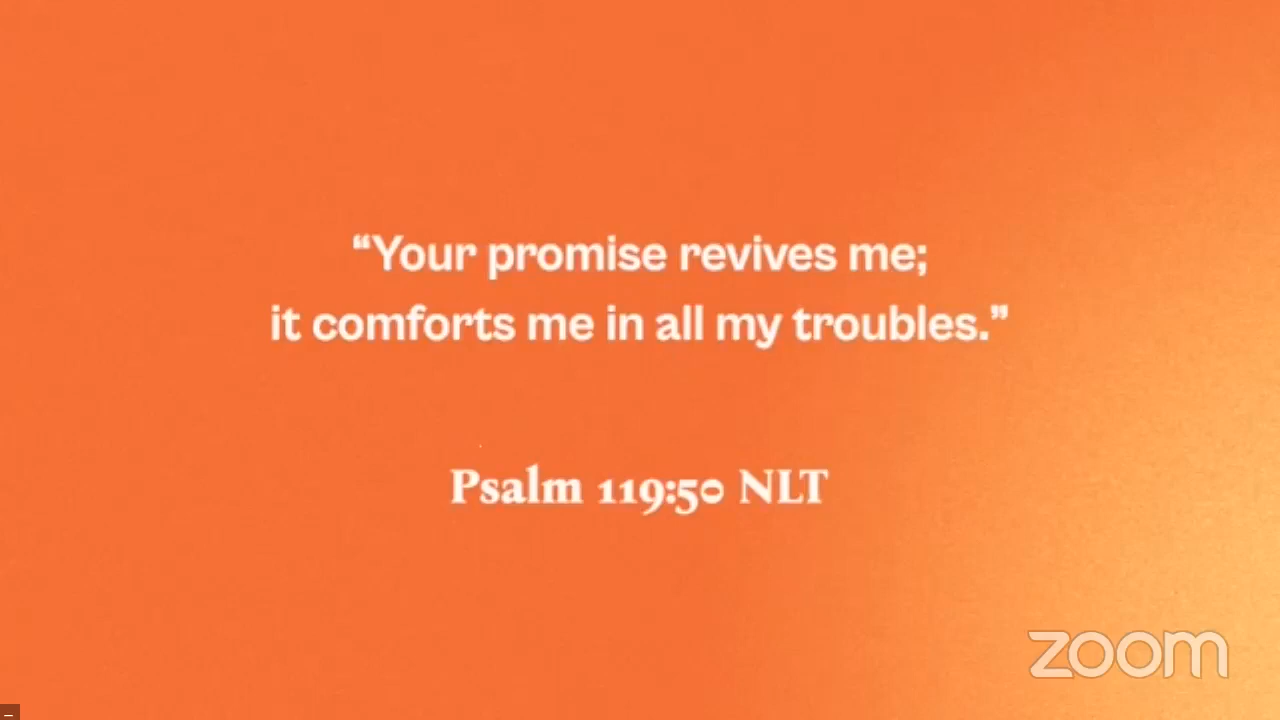 “Your promise revives me;
it comforts me in all my troubles.”
Psalm 119:50 NLT
zoom